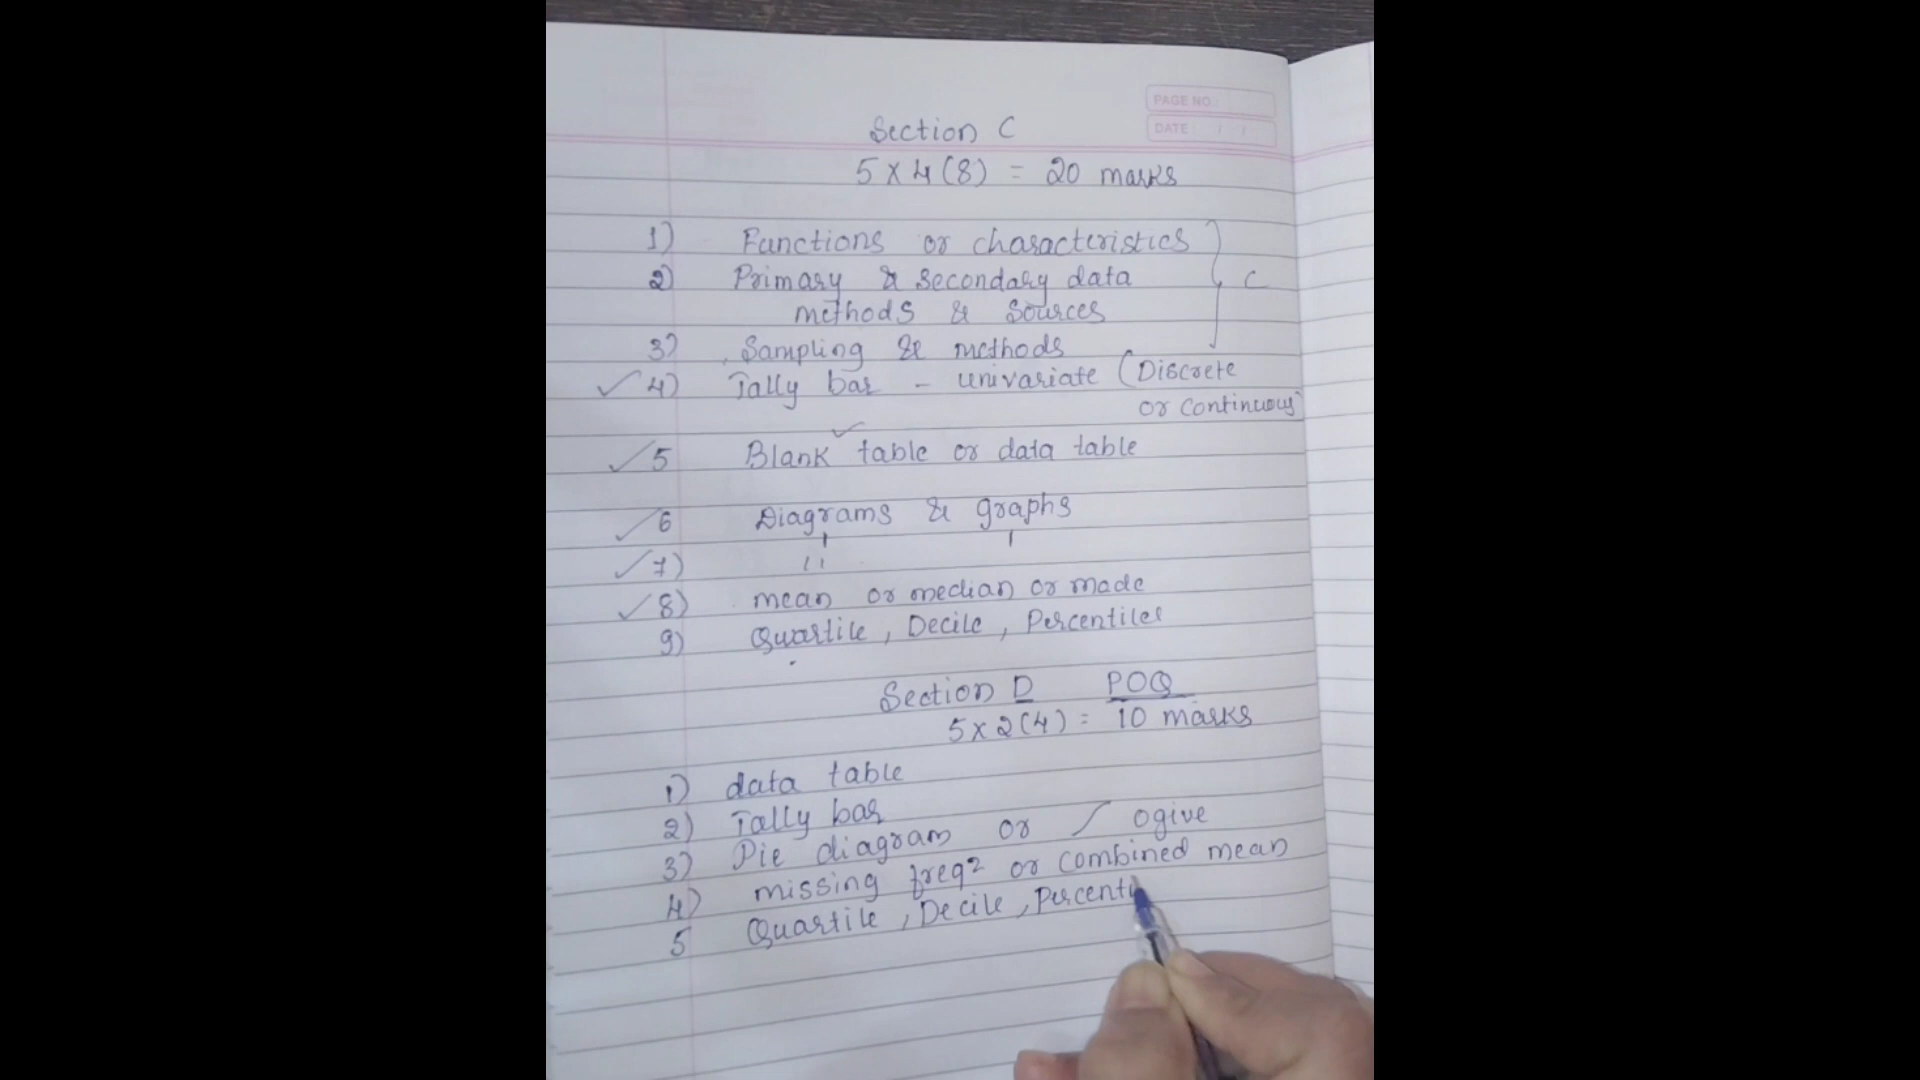 PAGE NO.:
DATE: / /
Section C
5 x 4 (8) = 20 marks
1) Functions or characteristics
2) Primary & Secondary data C
methods & Sources
3) Sampling & methods
✓ 4) Tally bar - univariate (Discrete
or continuous)
✓ 5 Blank table or data table
✓ 6 Diagrams & graphs
✓ 7) ''
✓ 8) mean or median or mode
9) Quartile, Decile, Percentiles
Section D POQ
5 x 2 (4) = 10 marks
1) data table
2) Tally bar
3) Pie diagram or ogive
4) missing freq² or combined mean
5 Quartile, Decile, Percenti